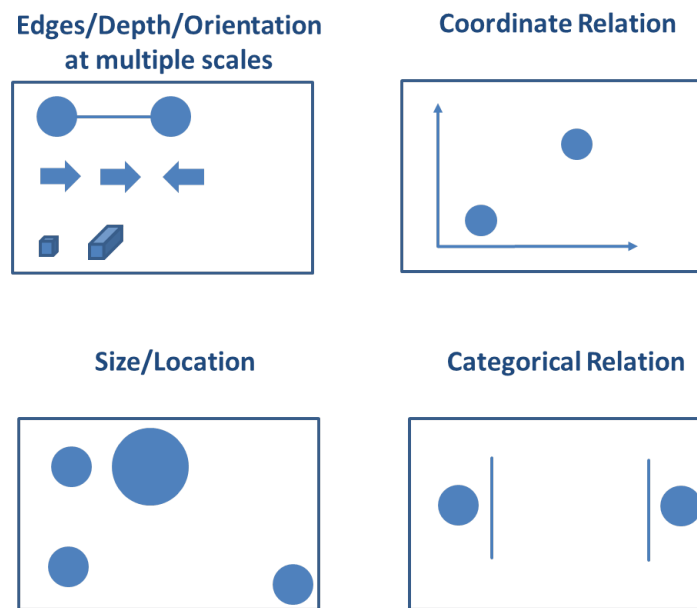 Edges/Depth/Orientation
at multiple scales
Coordinate Relation
Size/Location
Categorical Relation